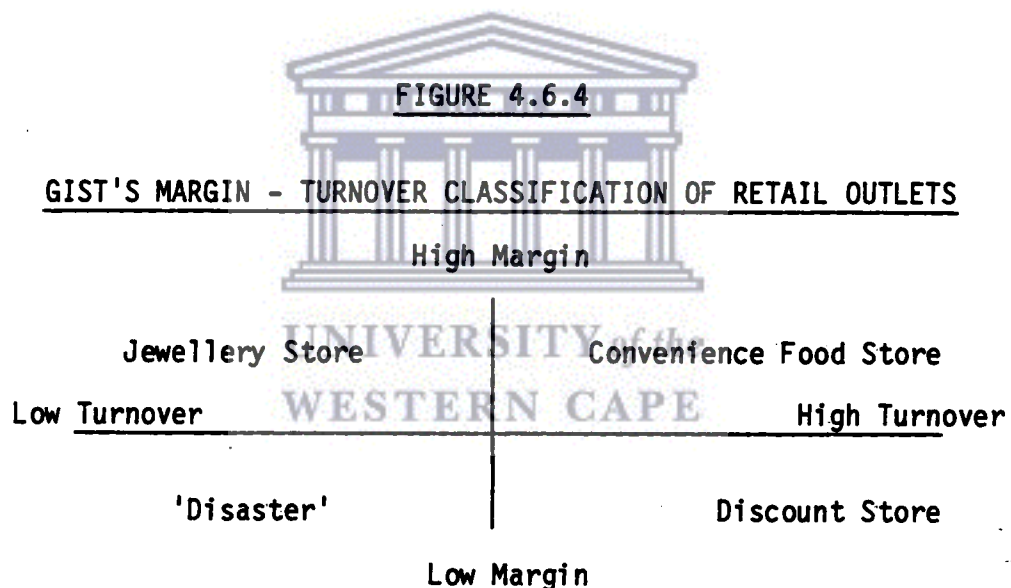 FIGURE 4.6.4
GIST'S MARGIN - TURNOVER CLASSIFICATION OF RETAIL OUTLETS
High Margin
UNIVERSITY of the
Jewellery Store Convenience Food Store
WESTERN CAPE
Low Turnover High Turnover
'Disaster' Discount Store
Low Margin